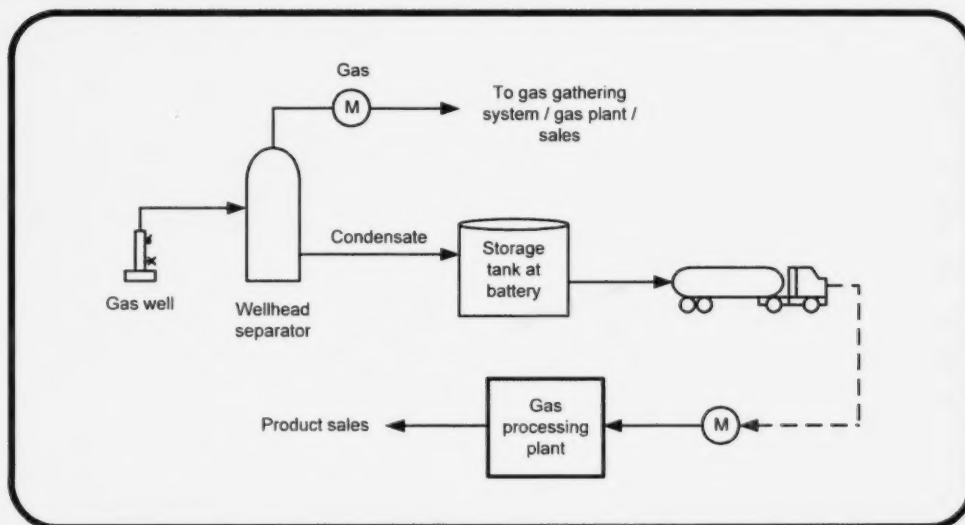 Gas
M
To gas gathering
system / gas plant /
sales
Condensate
Storage
tank at
battery
Gas well
Wellhead
separator
Product sales
Gas
processing
plant
M